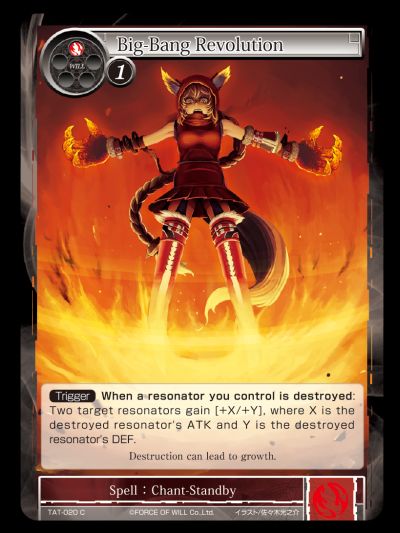 Big-Bang Revolution
WILL
1
Trigger When a resonator you control is destroyed:
Two target resonators gain [+X/+Y], where X is the
destroyed resonator's ATK and Y is the destroyed
resonator's DEF.
Destruction can lead to growth.
Spell : Chant-Standby
TAT-020 C ©FORCE OF WILL Co.,Ltd. イラスト/佐々木光之介